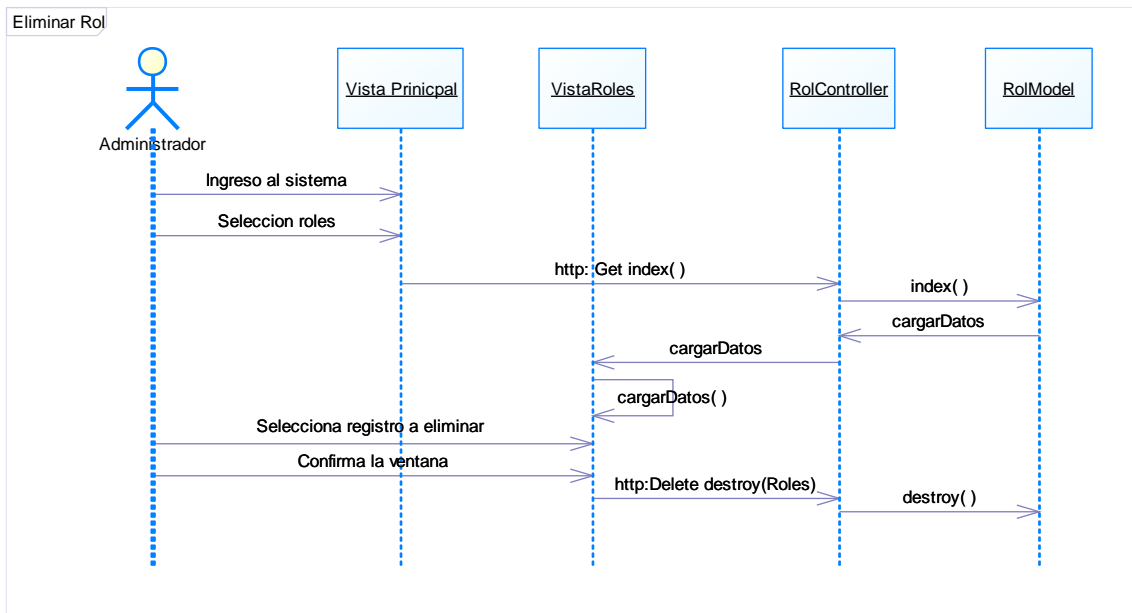 Eliminar Rol
Vista Prinicpal
VistaRoles
RolController
RolModel
Administrador
Ingreso al sistema
Seleccion roles
http: Get index( )
index( )
cargarDatos
cargarDatos
cargarDatos( )
Selecciona registro a eliminar
Confirma la ventana
http:Delete destroy(Roles)
destroy( )